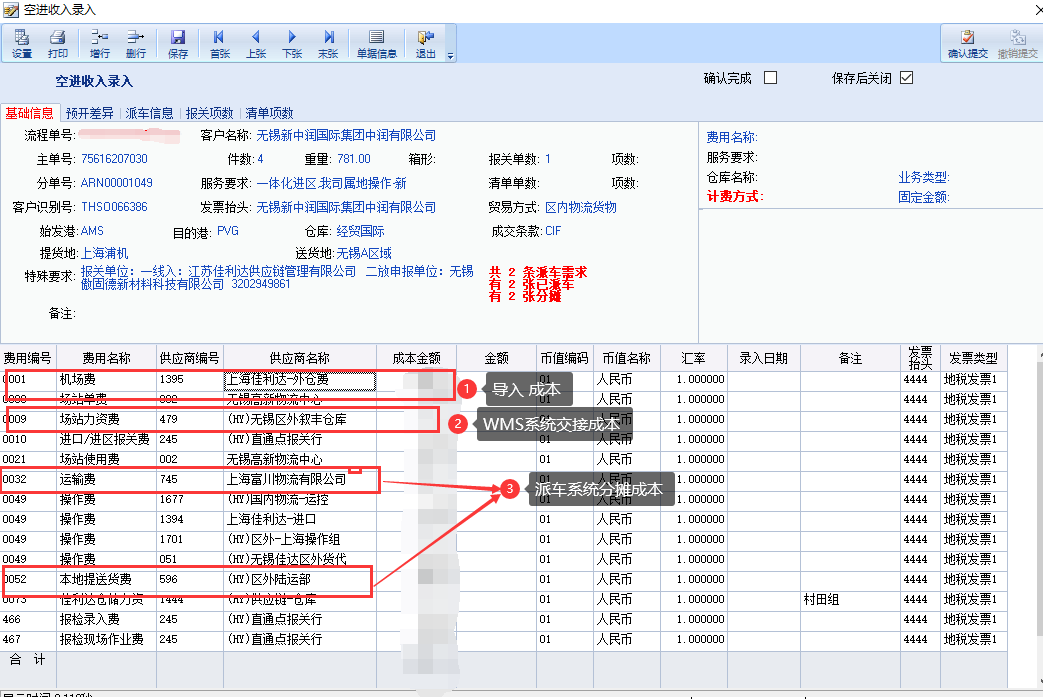 空进收入录入
设置 打印 增行 删行 保存 首张 上张 下张 末张 单据信息 退出 确认提交 撤销提交
空进收入录入
确认完成 保存后关闭
基础信息 预开差异 派车信息 报关项数 清单项数
流程单号: 客户名称: 无锡新中润国际集团中润有限公司
主单号: 75616207030 件数: 4 重量: 781.00 箱形: 报关单数: 1 项数:
分单号: ARN00001049 服务要求: 一体化进区.我司属地操作-新 清单单数: 项数:
客户识别号: THSO066386 发票抬头: 无锡新中润国际集团中润有限公司 贸易方式: 区内物流货物
始发港: AMS 目的港: PVG 仓库: 经贸国际 成交条款: CIF
提货地: 上海浦机 送货地: 无锡A区域
特殊要求: 报关单位: 一线入: 江苏佳利达供应链管理有限公司 二放申报单位: 无锡
傲固德新材料科技有限公司 3202949861
共 2 条派车需求
有 2 张已派车
有 2 张分摊
备注:
费用名称:
服务要求:
仓库名称: 业务类型:
计费方式: 固定金额:
费用编号 费用名称 供应商编号 供应商名称 成本金额 金额 币值编码 币值名称 汇率 录入日期 备注 发票抬头 发票类型
0001 机场费 1395 上海佳利达-外仓费 01 人民币 1.000000 4444 地税发票1
场站单费 002 无锡高新物流中心 人民币 1.000000 4444 地税发票1
0009 场站力资费 479 (HY)无锡区外叙丰仓库 人民币 1.000000 4444 地税发票1
0010 进口/进区报关费 245 (HY)直通点报关行 01 人民币 1.000000 4444 地税发票1
0021 场站使用费 002 无锡高新物流中心 01 人民币 1.000000 4444 地税发票1
0032 运输费 745 上海富川物流有限公司 人民币 1.000000 4444 地税发票1
0049 操作费 1677 (HY)国内物流-运控 01 人民币 1.000000 4444 地税发票1
0049 操作费 1394 上海佳利达-进口 01 人民币 1.000000 4444 地税发票1
0049 操作费 1701 (HY)区外-上海操作组 01 人民币 1.000000 4444 地税发票1
0049 操作费 051 (HY)无锡佳达区外货代 01 人民币 1.000000 4444 地税发票1
0052 本地提送货费 596 (HY)区外陆运部 01 人民币 1.000000 4444 地税发票1
0073 佳利达仓储力资 1444 (HY)供应链-仓库 01 人民币 1.000000 村田组 4444 地税发票1
466 报检录入费 245 (HY)直通点报关行 01 人民币 1.000000 4444 地税发票1
467 报检现场作业费 245 (HY)直通点报关行 01 人民币 1.000000 4444 地税发票1
合 计
1 导入 成本
2 WMS系统交接成本
3 派车系统分摊成本